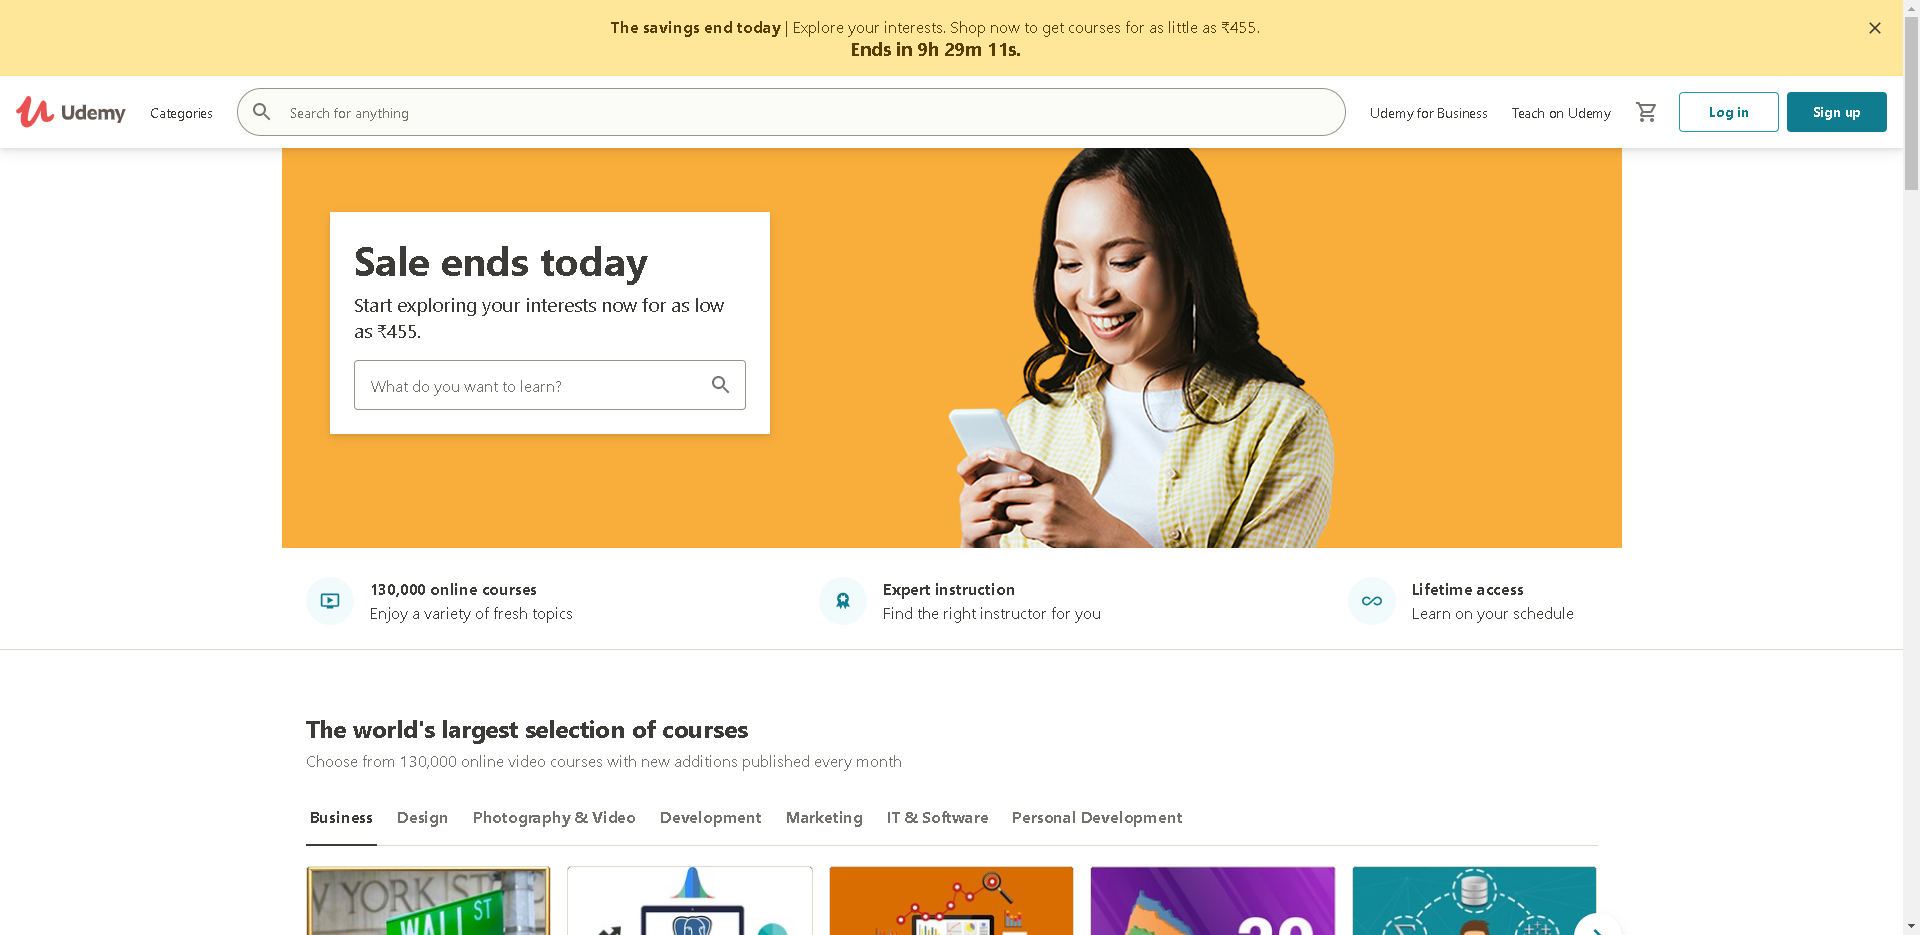 The savings end today | Explore your interests. Shop now to get courses for as little as ₹455.
Ends in 9h 29m 11s.
Udemy
Categories
Search for anything
Udemy for Business
Teach on Udemy
Log in
Sign up
Sale ends today
Start exploring your interests now for as low
as ₹455.
What do you want to learn?
130,000 online courses
Enjoy a variety of fresh topics
Expert instruction
Find the right instructor for you
Lifetime access
Learn on your schedule
The world's largest selection of courses
Choose from 130,000 online video courses with new additions published every month
Business Design Photography & Video Development Marketing IT & Software Personal Development
YORK ST
WALL ST